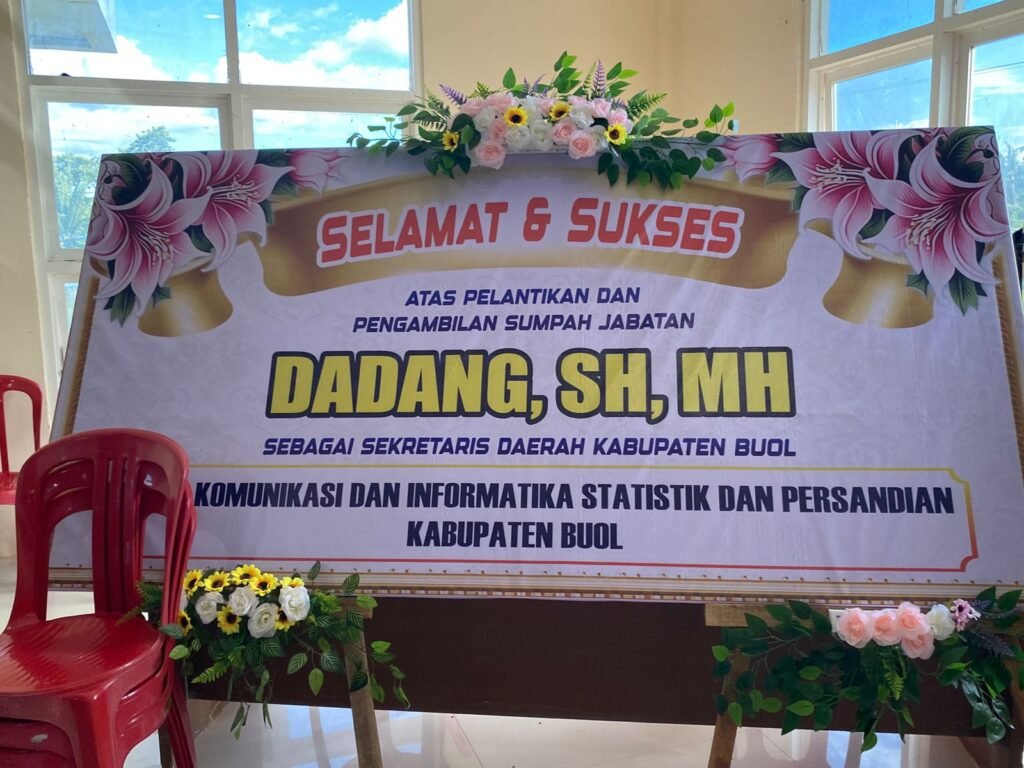 SELAMAT & SUKSES
ATAS PELANTIKAN DAN
PENGAMBILAN SUMPAH JABATAN
DADANG, SH, MH
SEBAGAI SEKRETARIS DAERAH KABUPATEN BUOL
KOMUNIKASI DAN INFORMATIKA STATISTIK DAN PERSANDIAN
KABUPATEN BUOL